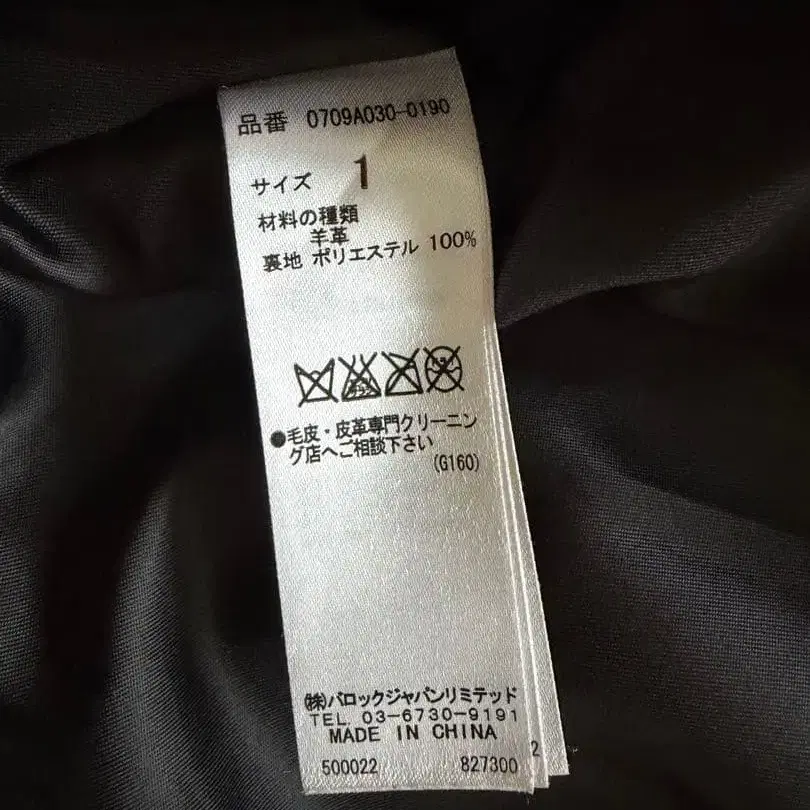 品番 0709A030-0190
サイズ 1
材料の種類
羊革
裏地 ポリエステル 100%
●毛皮・皮革専門クリーニン
グ店へご相談下さい
(G160)
(株)バロックジャパンリミテッド
TEL 03-6730-9191
MADE IN CHINA
500022 827300
2